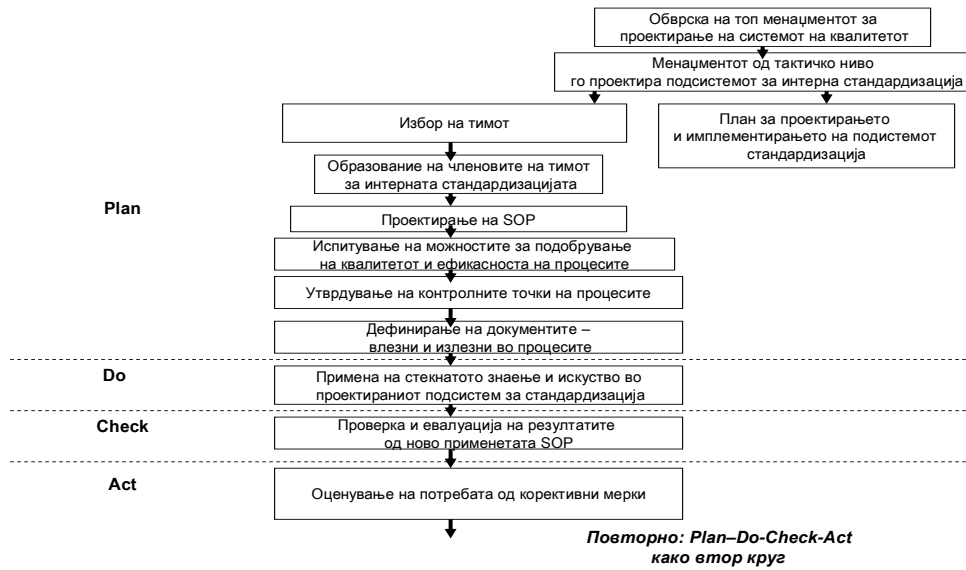 Обврска на топ менаџментот за
проектирање на системот на квалитетот
Менаџментот од тактичко ниво
го проектира подсистемот за интерна стандардизација
Избор на тимот
План за проектирањето
и имплементирањето на подистемот
стандардизација
Образование на членовите на тимот
за интерната стандардизацијата
Plan
Проектирање на SOP
Испитување на можностите за подобрување
на квалитетот и ефикасноста на процесите
Утврдување на контролните точки на процесите
Дефинирање на документите –
влезни и излезни во процесите
Do
Примена на стекнатото знаење и искуство во
проектираниот подсистем за стандардизација
Check
Проверка и евалуација на резултатите
од ново применетата SOP
Act
Оценување на потребата од корективни мерки
Повторно: Plan–Do-Check-Act
како втор круг